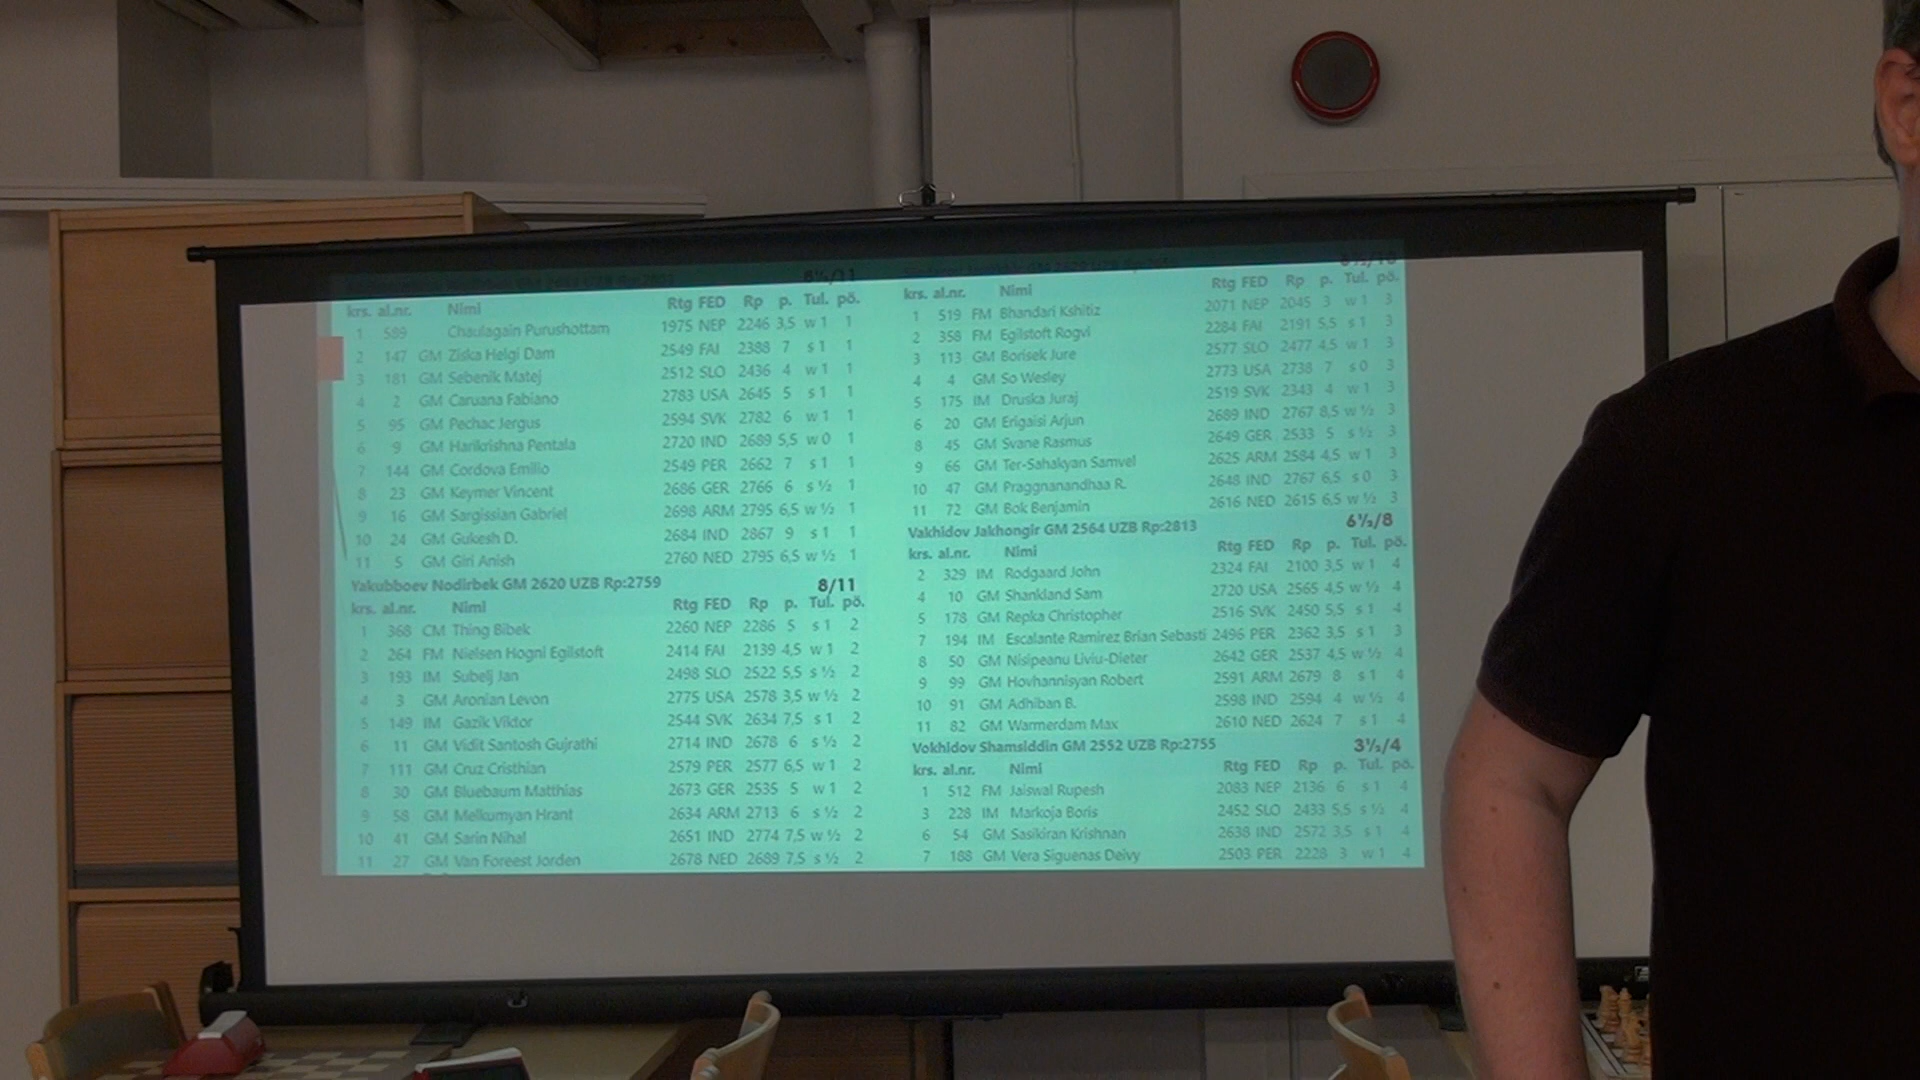 8½/11
krs. al.nr. Nimi Rtg FED Rp p. Tul. pö.
1 589 Chaulagain Purushottam 1975 NEP 2246 3,5 w 1 1
2 147 GM Ziska Helgi Dam 2549 FAI 2388 7 s 1 1
3 181 GM Sebenik Matej 2512 SLO 2436 4 w 1 1
4 2 GM Caruana Fabiano 2783 USA 2645 5 s 1 1
5 95 GM Pechac Jergus 2594 SVK 2782 6 w 1 1
6 9 GM Harikrishna Pentala 2720 IND 2689 5,5 w 0 1
7 144 GM Cordova Emilio 2549 PER 2662 7 s 1 1
8 23 GM Keymer Vincent 2686 GER 2766 6 s ½ 1
9 16 GM Sargissian Gabriel 2698 ARM 2795 6,5 w ½ 1
10 24 GM Gukesh D. 2684 IND 2867 9 s 1 1
11 5 GM Giri Anish 2760 NED 2795 6,5 w ½ 1
Yakubboev Nodirbek GM 2620 UZB Rp:2759 8/11
krs. al.nr. Nimi Rtg FED Rp p. Tul. pö.
1 368 CM Thing Bibek 2260 NEP 2286 5 s 1 2
2 264 FM Nielsen Hogni Egilstoft 2414 FAI 2139 4,5 w 1 2
3 193 IM Subelj Jan 2498 SLO 2522 5,5 s ½ 2
4 3 GM Aronian Levon 2775 USA 2578 3,5 w ½ 2
5 149 IM Gazik Viktor 2544 SVK 2634 7,5 s 1 2
6 11 GM Vidit Santosh Gujrathi 2714 IND 2678 6 s ½ 2
7 111 GM Cruz Cristhian 2579 PER 2577 6,5 w 1 2
8 30 GM Bluebaum Matthias 2673 GER 2535 5 w 1 2
9 58 GM Melkumyan Hrant 2634 ARM 2713 6 s ½ 2
10 41 GM Sarin Nihal 2651 IND 2774 7,5 w ½ 2
11 27 GM Van Foreest Jorden 2678 NED 2689 7,5 s ½ 2
krs. al.nr. Nimi Rtg FED Rp p. Tul. pö.
1 519 FM Bhandari Kshitiz 2071 NEP 2045 3 w 1 3
2 358 FM Egilstoft Rogvi 2284 FAI 2191 5,5 s 1 3
3 113 GM Borisek Jure 2577 SLO 2477 4,5 w 1 3
4 4 GM So Wesley 2773 USA 2738 7 s 0 3
5 175 IM Druska Juraj 2519 SVK 2343 4 w 1 3
6 20 GM Erigaisi Arjun 2689 IND 2767 8,5 w ½ 3
8 45 GM Svane Rasmus 2649 GER 2533 5 s ½ 3
9 66 GM Ter-Sahakyan Samvel 2625 ARM 2584 4,5 w 1 3
10 47 GM Praggnanandhaa R. 2648 IND 2767 6,5 s 0 3
11 72 GM Bok Benjamin 2616 NED 2615 6,5 w ½ 3
Vakhidov Jakhongir GM 2564 UZB Rp:2813 6½/8
krs. al.nr. Nimi Rtg FED Rp p. Tul. pö.
2 329 IM Rodgaard John 2324 FAI 2100 3,5 w 1 4
4 10 GM Shankland Sam 2720 USA 2565 4,5 w ½ 4
5 178 GM Repka Christopher 2516 SVK 2450 5,5 s 1 4
7 194 IM Escalante Ramirez Brian Sebasti 2496 PER 2362 3,5 s 1 3
8 50 GM Nisipeanu Liviu-Dieter 2642 GER 2537 4,5 w ½ 4
9 99 GM Hovhannisyan Robert 2591 ARM 2679 8 s 1 4
10 91 GM Adhiban B. 2598 IND 2594 4 w ½ 4
11 82 GM Warmerdam Max 2610 NED 2624 7 s 1 4
Vokhidov Shamsiddin GM 2552 UZB Rp:2755 3½/4
krs. al.nr. Nimi Rtg FED Rp p. Tul. pö.
1 512 FM Jaiswal Rupesh 2083 NEP 2136 6 s 1 4
3 228 IM Markoja Boris 2452 SLO 2433 5,5 s ½ 4
6 54 GM Sasikiran Krishnan 2638 IND 2572 3,5 s 1 4
7 188 GM Vera Siguenas Deivy 2503 PER 2228 3 w 1 4